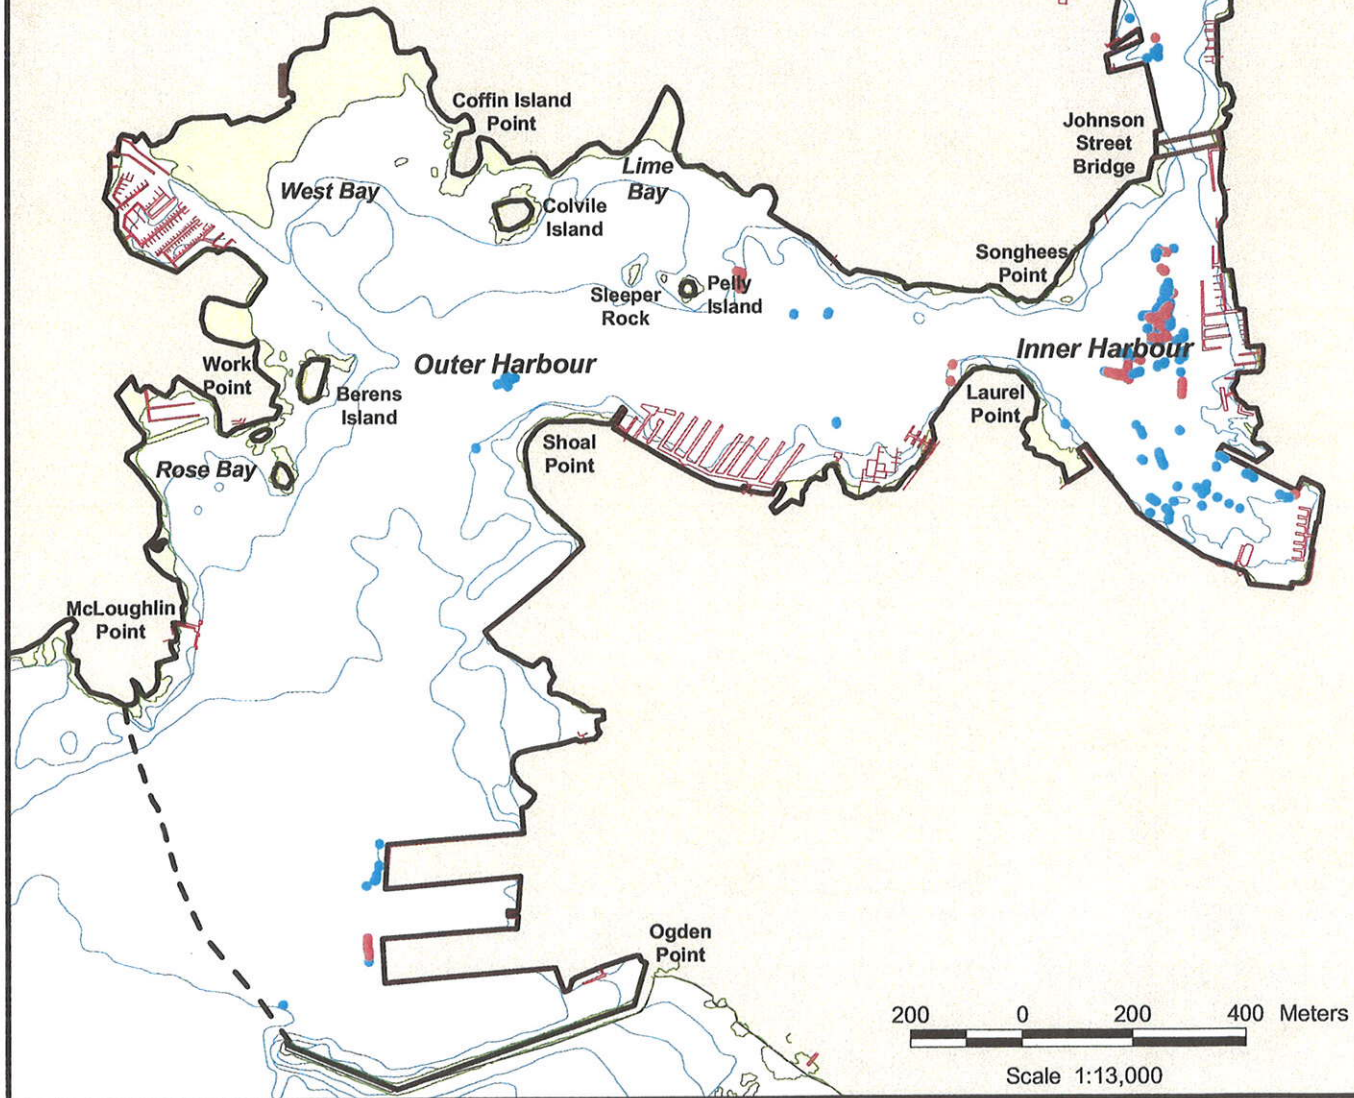 Coffin Island
Point
Johnson
Street
Bridge
Lime
Bay
West Bay
Colvile
Island
Songhees
Point
Sleeper
Rock
Pelly
Island
Inner Harbour
Outer Harbour
Work
Point
Berens
Island
Laurel
Point
Shoal
Point
Rose Bay
McLoughlin
Point
Ogden
Point
200 0 200 400 Meters
Scale 1:13,000